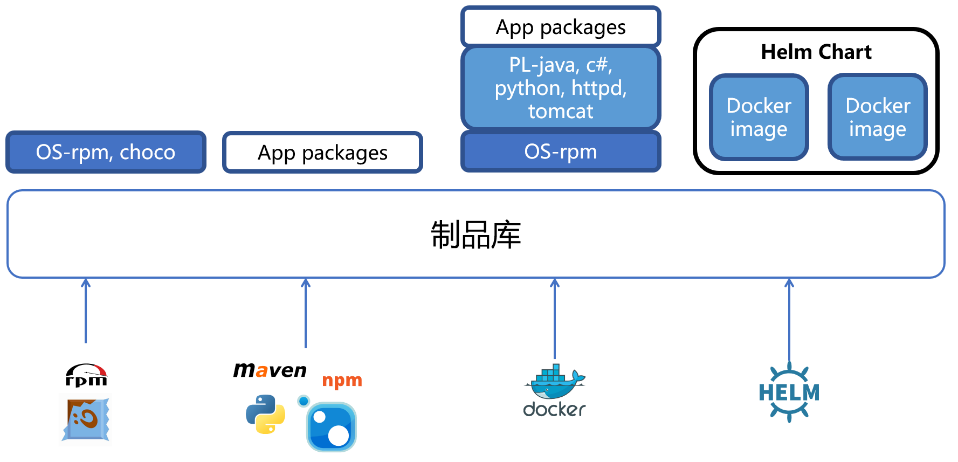 App packages
PL-java, c#,
python, httpd,
tomcat
OS-rpm
Helm Chart
Docker
image
Docker
image
OS-rpm, choco
App packages
制品库
rpm
maven
npm
docker
HELM